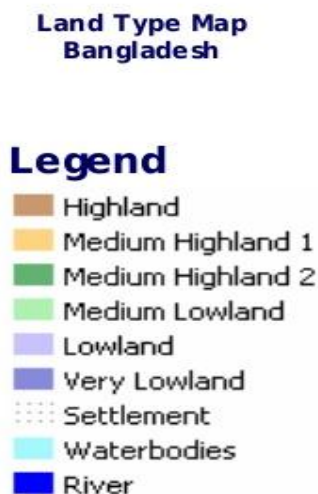 Land Type Map
Bangladesh
Legend
Highland
Medium Highland 1
Medium Highland 2
Medium Lowland
Lowland
Very Lowland
Settlement
Waterbodies
River